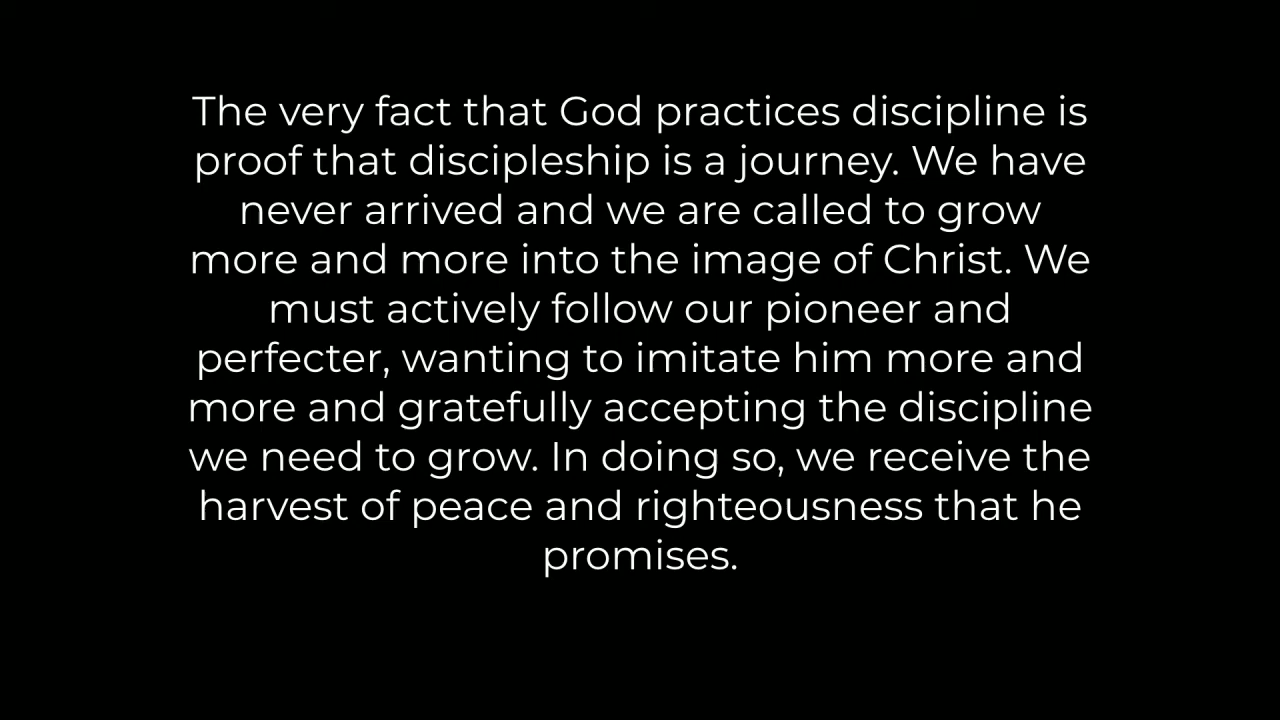 The very fact that God practices discipline is
proof that discipleship is a journey. We have
never arrived and we are called to grow
more and more into the image of Christ. We
must actively follow our pioneer and
perfecter, wanting to imitate him more and
more and gratefully accepting the discipline
we need to grow. In doing so, we receive the
harvest of peace and righteousness that he
promises.